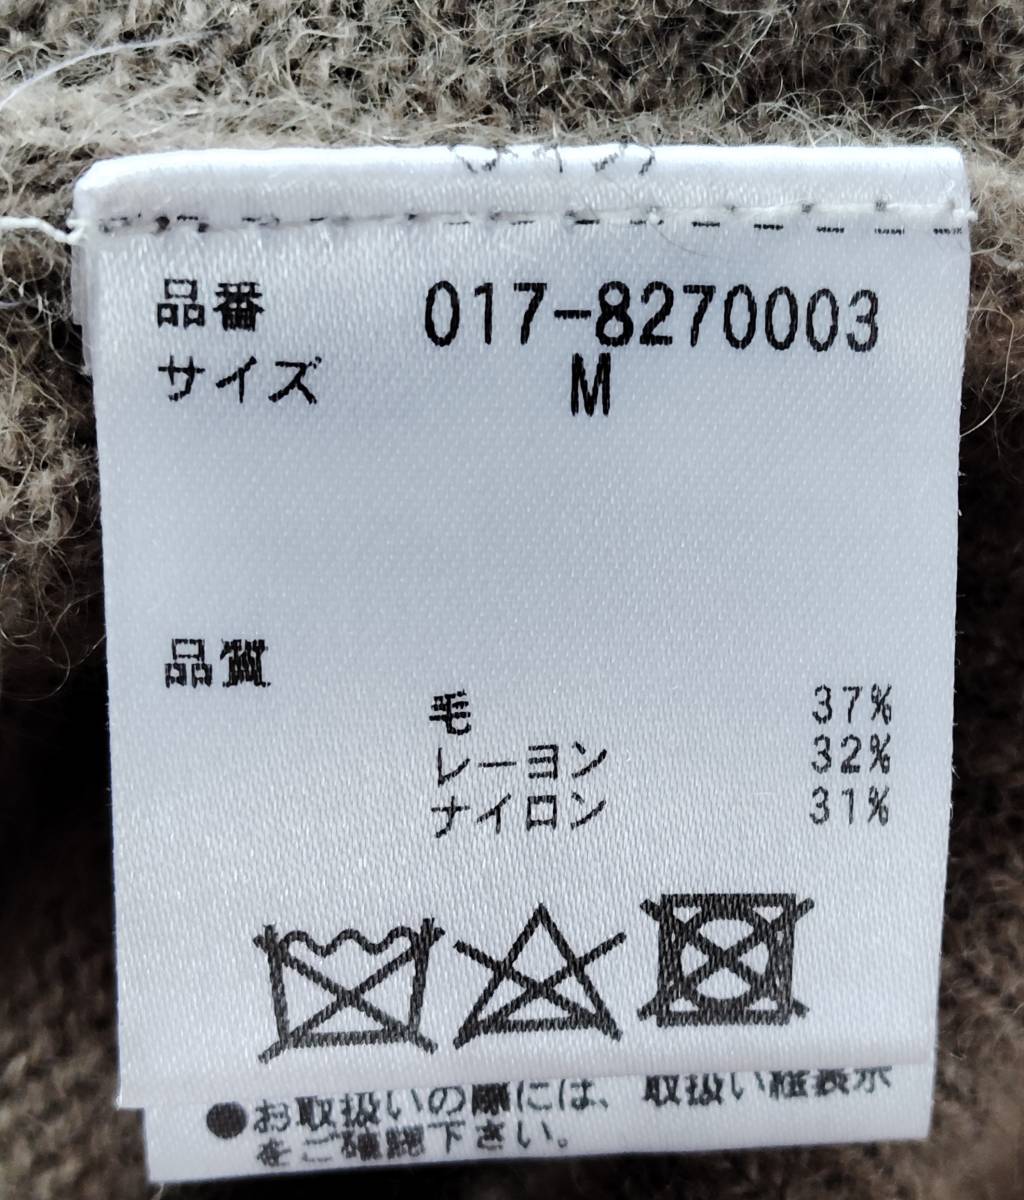 品番 017-8270003
サイズ M
品質
毛 37%
レーヨン 32%
ナイロン 31%
●お取扱いの際には、取扱い絵表示
をご確認下さい。